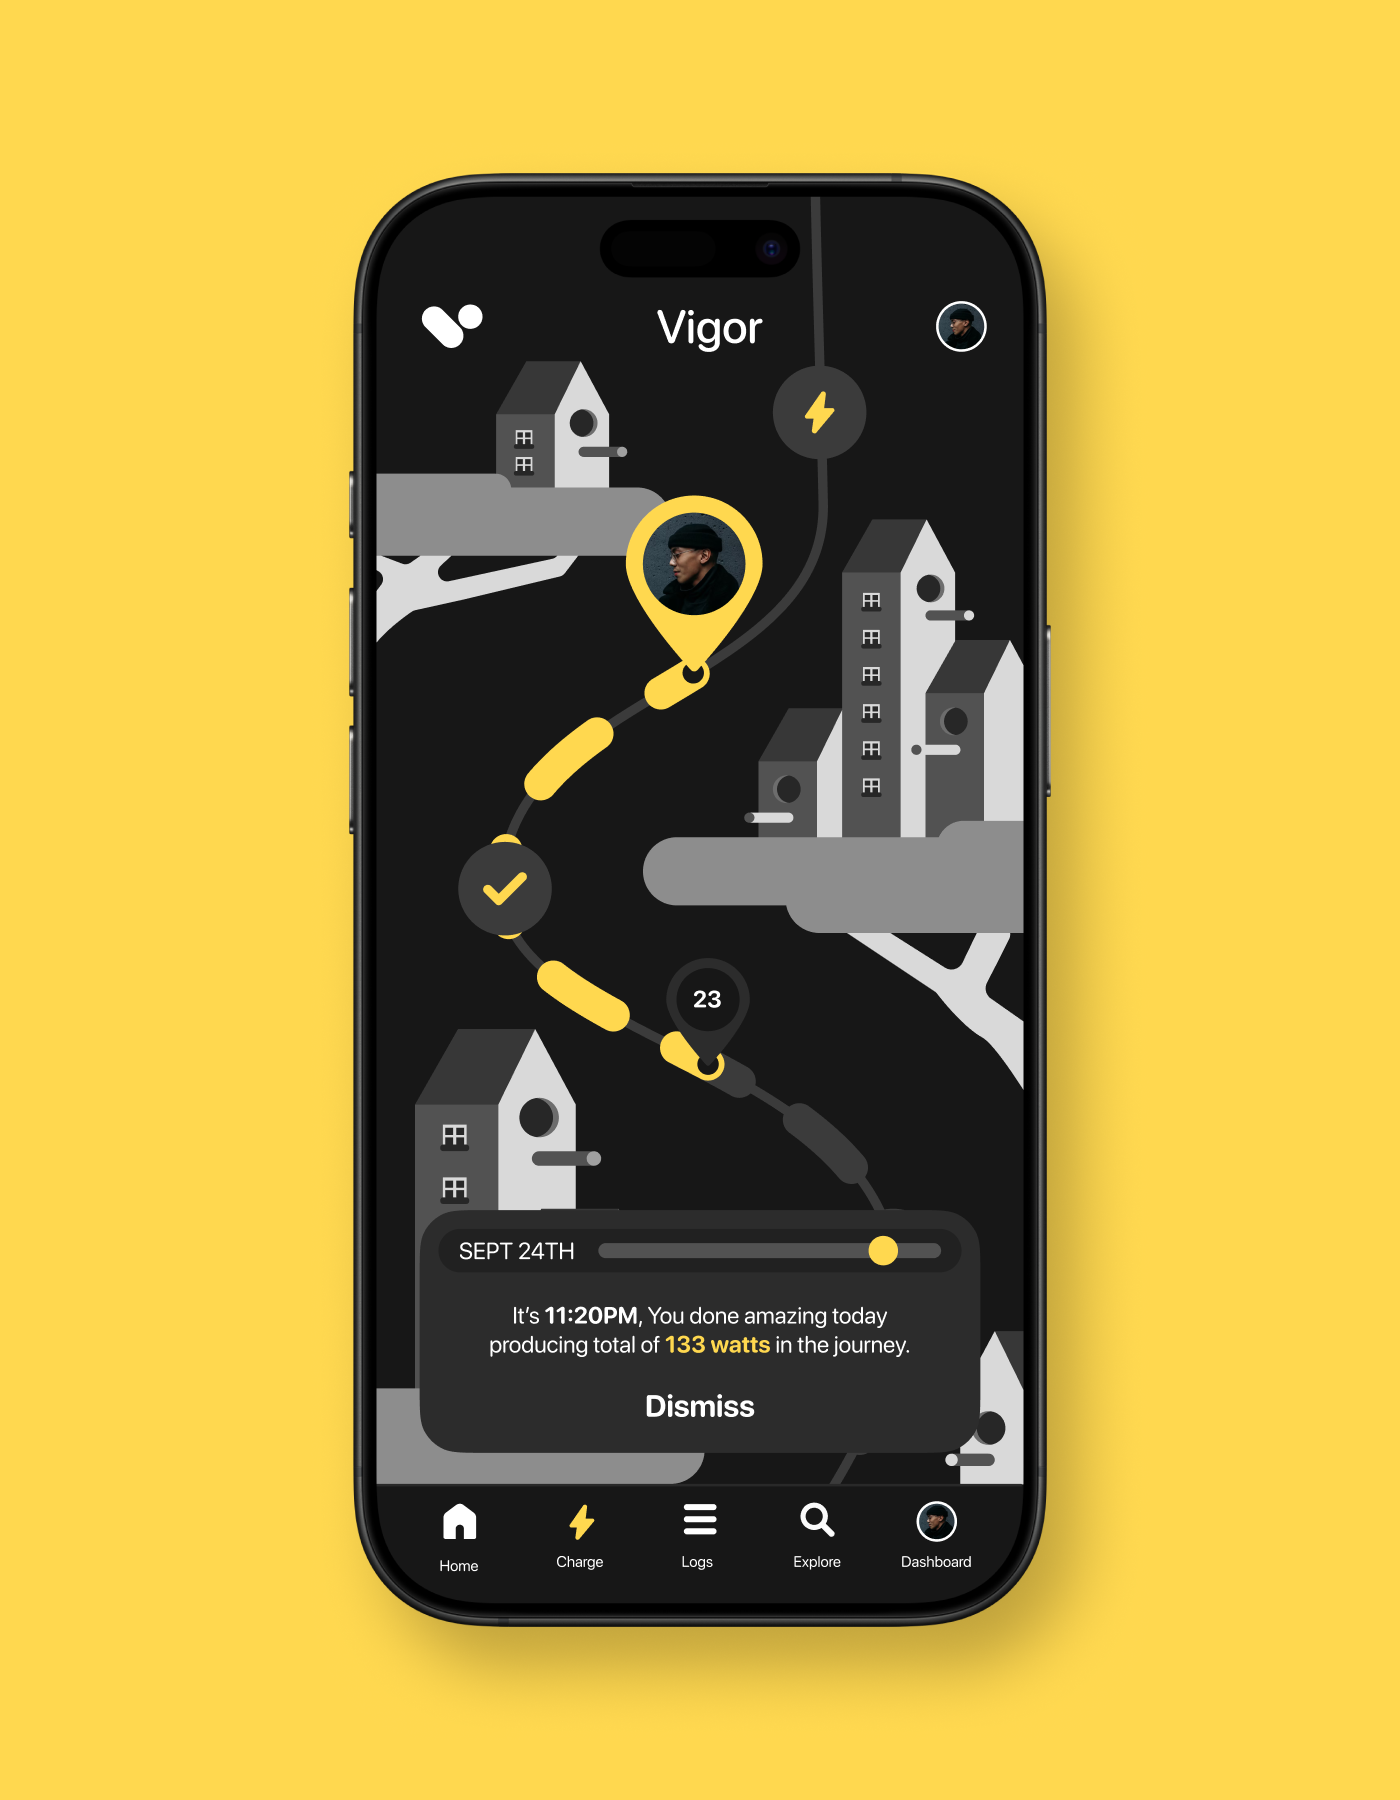 Vigor
23
SEPT 24TH
It’s 11:20PM, You done amazing today
producing total of 133 watts in the journey.
Dismiss
Home
Charge
Logs
Explore
Dashboard